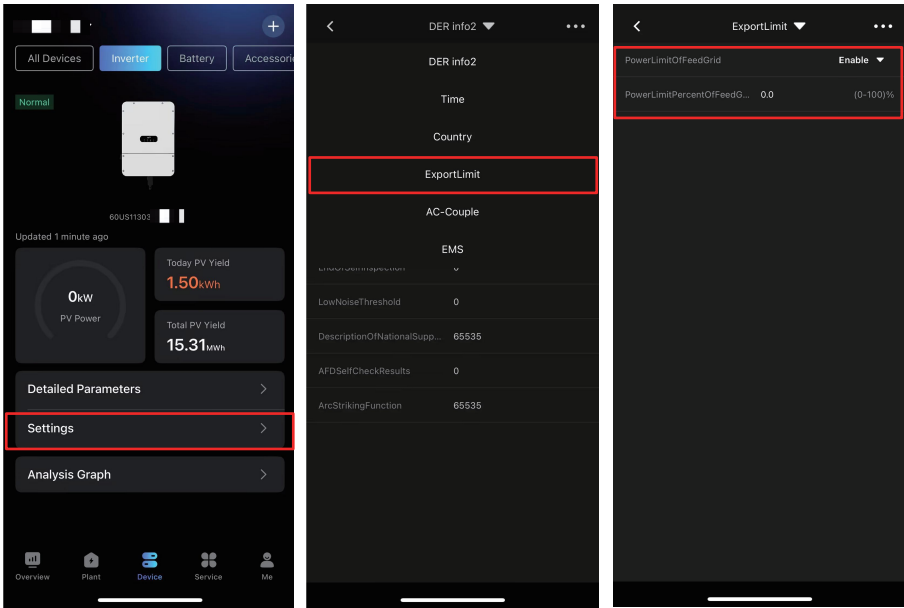 All Devices
Inverter
Battery
Accessorie
Normal
60US11303
Updated 1 minute ago
0kW
PV Power
Today PV Yield
1.50kWh
Total PV Yield
15.31MWh
Detailed Parameters
Settings
Analysis Graph
Overview
Plant
Device
Service
Me
DER info2
DER info2
Time
Country
ExportLimit
AC-Couple
EMS
EndOfSelfInspection 0
LowNoiseThreshold 0
DescriptionOfNationalSupp... 65535
AFDSelfCheckResults 0
ArcStrikingFunction 65535
ExportLimit
PowerLimitOfFeedGrid Enable
PowerLimitPercentOfFeedG... 0.0 (0-100)%